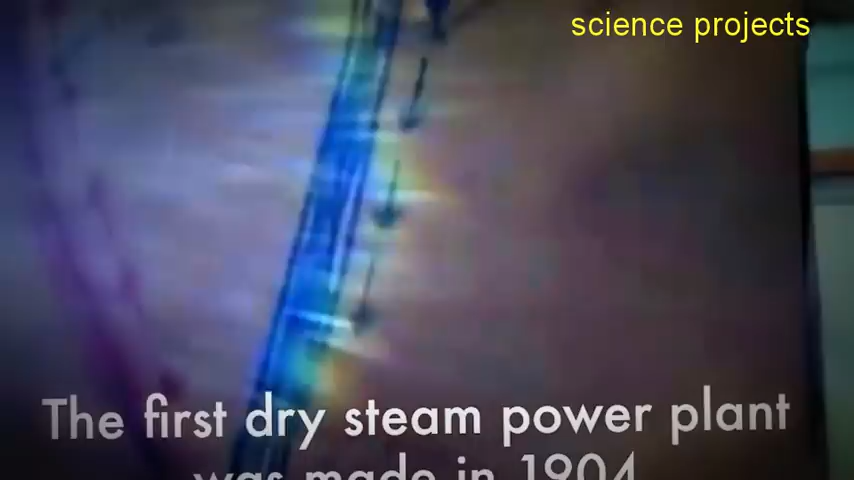 science projects
The first dry steam power plant
was made in 1904